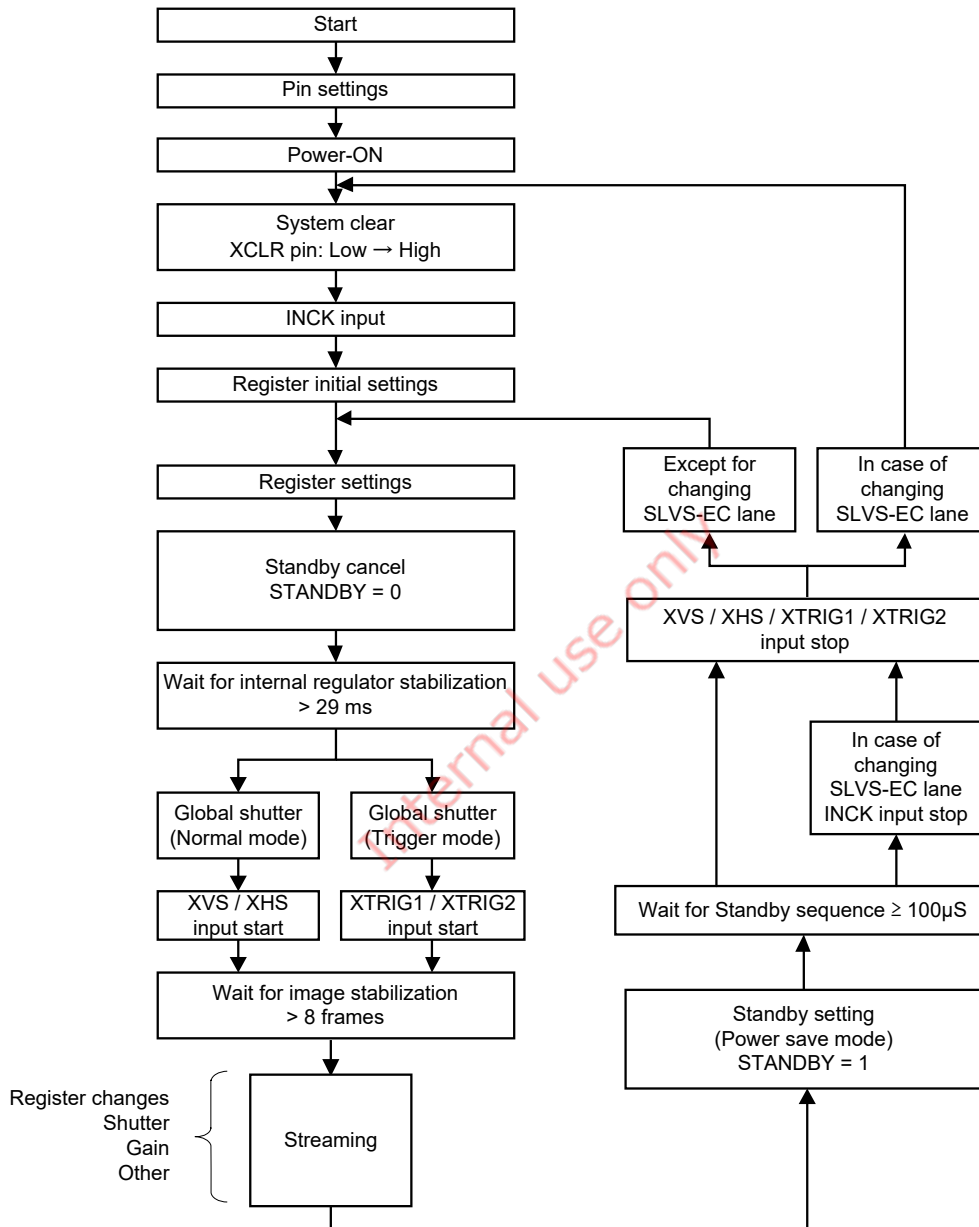 Start
Pin settings
Power-ON
System clear
XCLR pin: Low → High
INCK input
Register initial settings
Register settings
Standby cancel
STANDBY = 0
Wait for internal regulator stabilization
> 29 ms
Global shutter
(Normal mode)
Global shutter
(Trigger mode)
XVS / XHS
input start
XTRIG1 / XTRIG2
input start
Wait for image stabilization
> 8 frames
Register changes
Shutter
Gain
Other
Streaming
Except for
changing
SLVS-EC lane
In case of
changing
SLVS-EC lane
XVS / XHS / XTRIG1 / XTRIG2
input stop
In case of
changing
SLVS-EC lane
INCK input stop
Wait for Standby sequence ≥ 100μS
Standby setting
(Power save mode)
STANDBY = 1
Internal use only